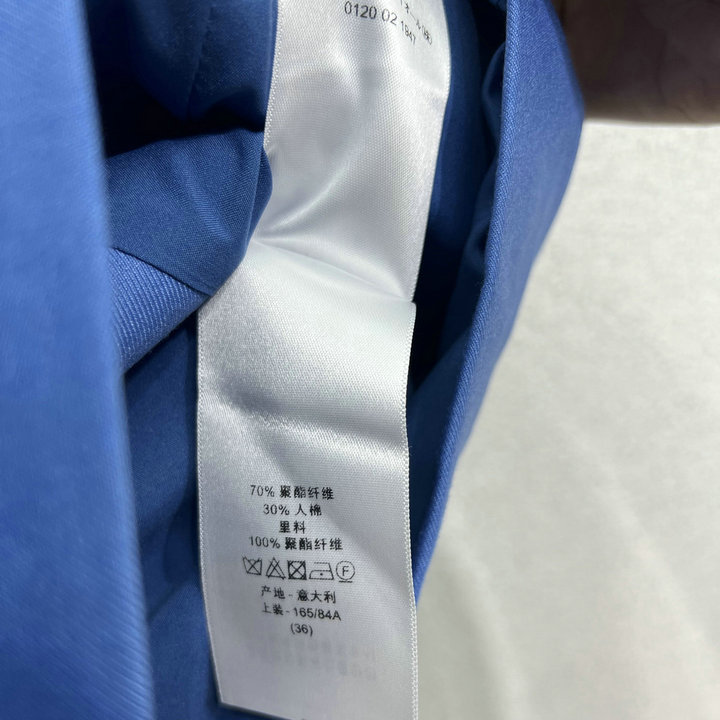 0120 02 1847
70% 聚酯纤维
30% 人棉
里料
100% 聚酯纤维
F
产地 - 意大利
上装 - 165/84A
(36)